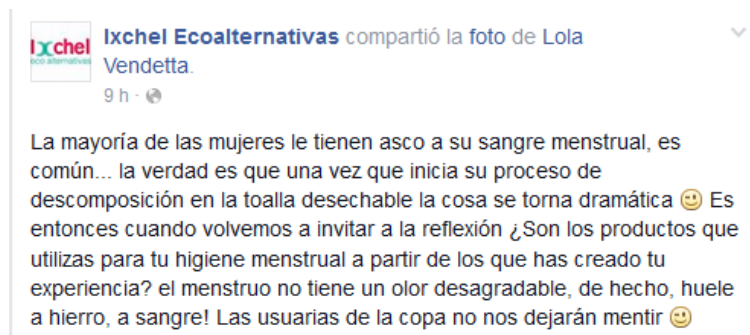 Ixchel
eco alternativas
Ixchel Ecoalternativas compartió la foto de Lola
Vendetta.
9 h ·
La mayoría de las mujeres le tienen asco a su sangre menstrual, es
común... la verdad es que una vez que inicia su proceso de
descomposición en la toalla desechable la cosa se torna dramática 😉 Es
entonces cuando volvemos a invitar a la reflexión ¿Son los productos que
utilizas para tu higiene menstrual a partir de los que has creado tu
experiencia? el menstruo no tiene un olor desagradable, de hecho, huele
a hierro, a sangre! Las usuarias de la copa no nos dejarán mentir 😉